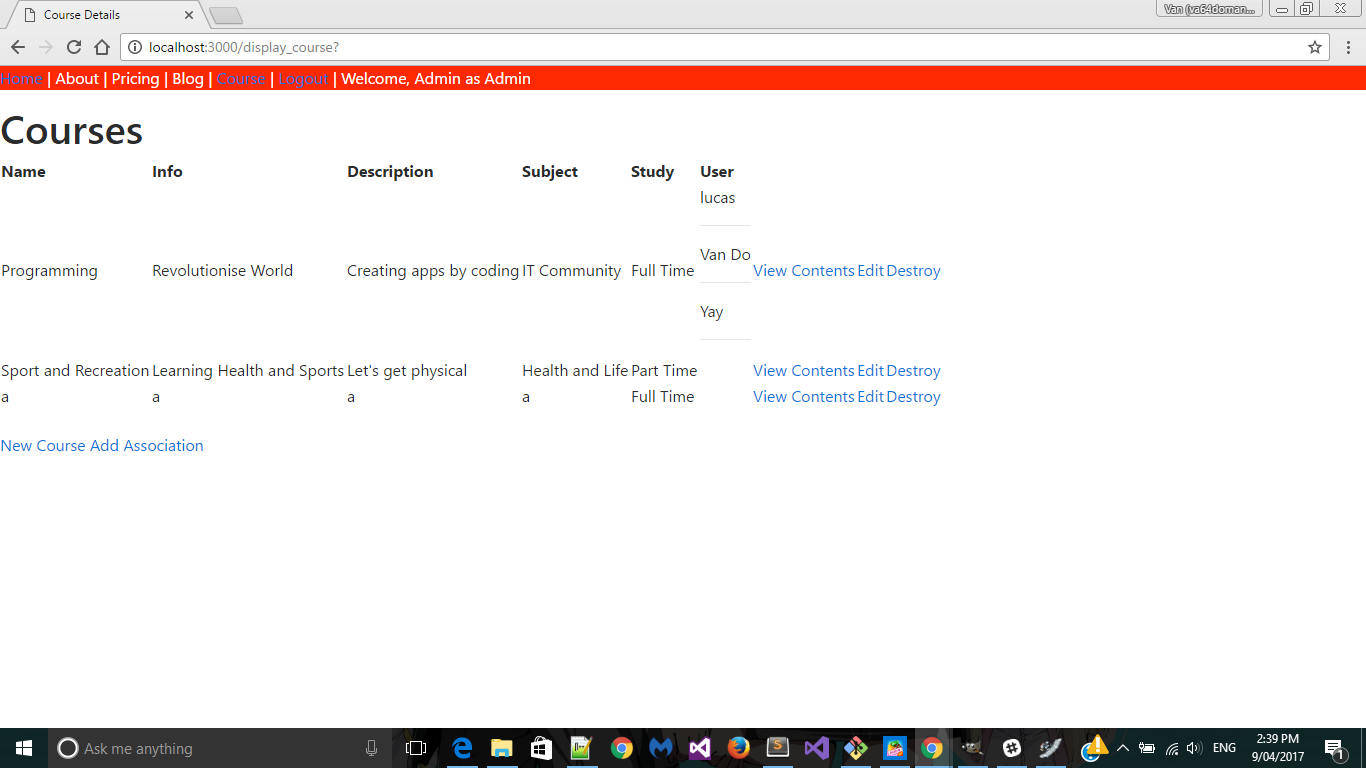 Course Details
Van (va64doman...
localhost:3000/display_course?
Home | About | Pricing | Blog | Course | Logout | Welcome, Admin as Admin
Courses
Name Info Description Subject Study User
lucas
Van Do
Programming Revolutionise World Creating apps by coding IT Community Full Time View Contents Edit Destroy
Yay
Sport and Recreation Learning Health and Sports Let's get physical Health and Life Part Time View Contents Edit Destroy
a a a a Full Time View Contents Edit Destroy
New Course Add Association
Ask me anything
ENG
2:39 PM
9/04/2017
1